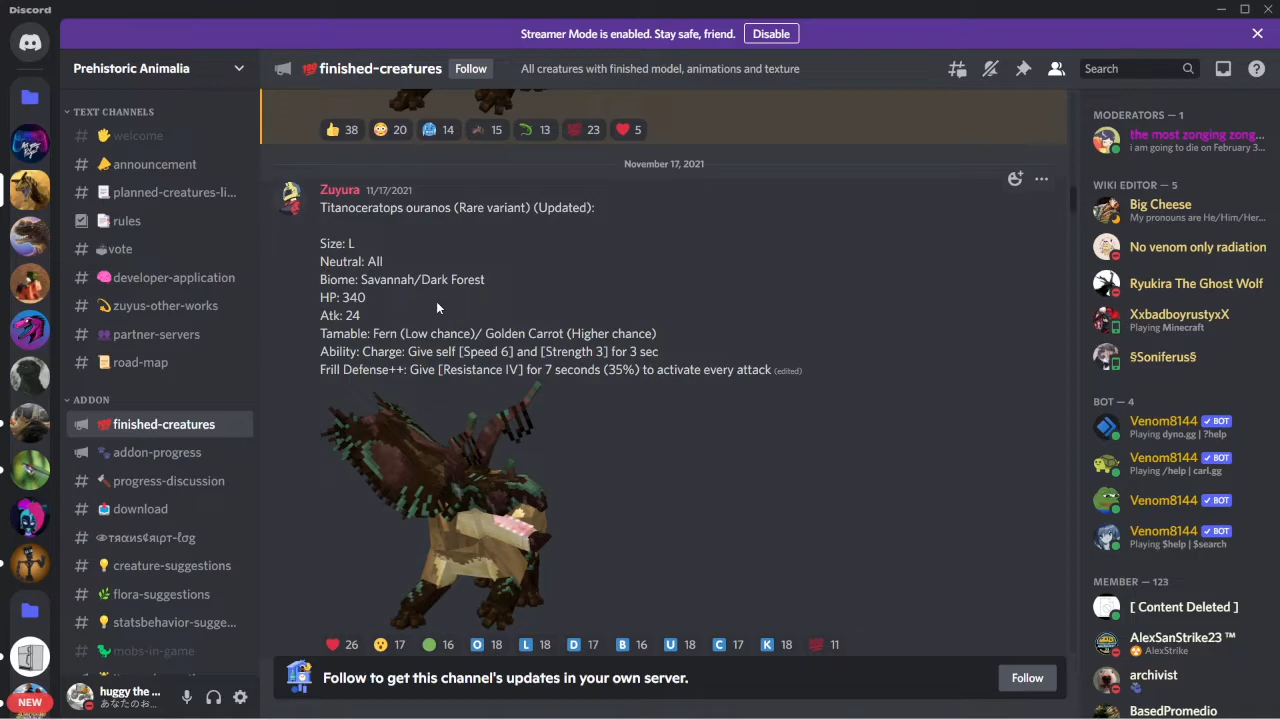 Discord
Streamer Mode is enabled. Stay safe, friend.
Disable
Prehistoric Animalia
finished-creatures
Follow
All creatures with finished model, animations and texture
Search
TEXT CHANNELS
welcome
announcement
planned-creatures-li...
rules
vote
developer-application
zuyus-other-works
partner-servers
road-map
ADDON
finished-creatures
addon-progress
progress-discussion
download
creature-suggestions
flora-suggestions
statsbehavior-sugge...
mobs-in-game
NEW
huggy the ...
あなたのお...
38
20
14
15
13
23
5
November 17, 2021
Zuyura 11/17/2021
Titanoceratops ouranos (Rare variant) (Updated):
Size: L
Neutral: All
Biome: Savannah/Dark Forest
HP: 340
Atk: 24
Tamable: Fern (Low chance)/ Golden Carrot (Higher chance)
Ability: Charge: Give self [Speed 6] and [Strength 3] for 3 sec
Frill Defense++: Give [Resistance IV] for 7 seconds (35%) to activate every attack (edited)
26
17
16
O 18
L 18
D 17
B 16
U 18
C 17
K 18
11
Follow to get this channel's updates in your own server.
Follow
MODERATORS — 1
the most zonging zong...
i am going to die on February 3...
WIKI EDITOR — 5
Big Cheese
My pronouns are He/Him/Her...
No venom only radiation
Ryukira The Ghost Wolf
XxbadboyrustyxX
Playing Minecraft
§Soniferus§
BOT — 4
Venom8144 BOT
Playing dyno.gg | ?help
Venom8144 BOT
Playing /help | carl.gg
Venom8144 BOT
Venom8144 BOT
Playing $help | $search
MEMBER — 123
[ Content Deleted ]
AlexSanStrike23 ™
AlexStrike
archivist
BasedPromedio